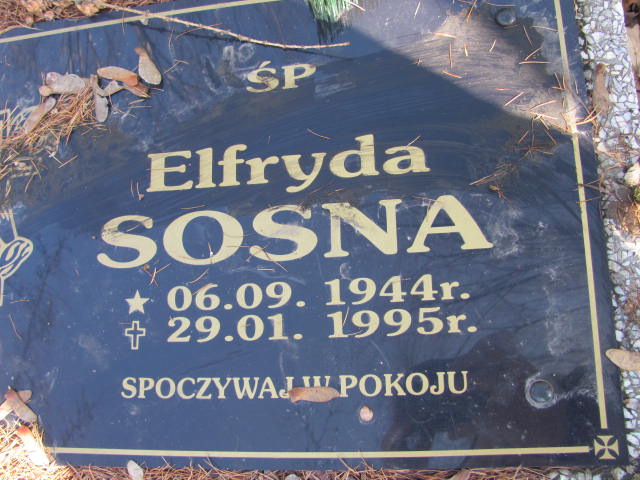 ŚP
Elfryda
SOSNA
06.09. 1944r.
29.01. 1995r.
SPOCZYWAJ W POKOJU